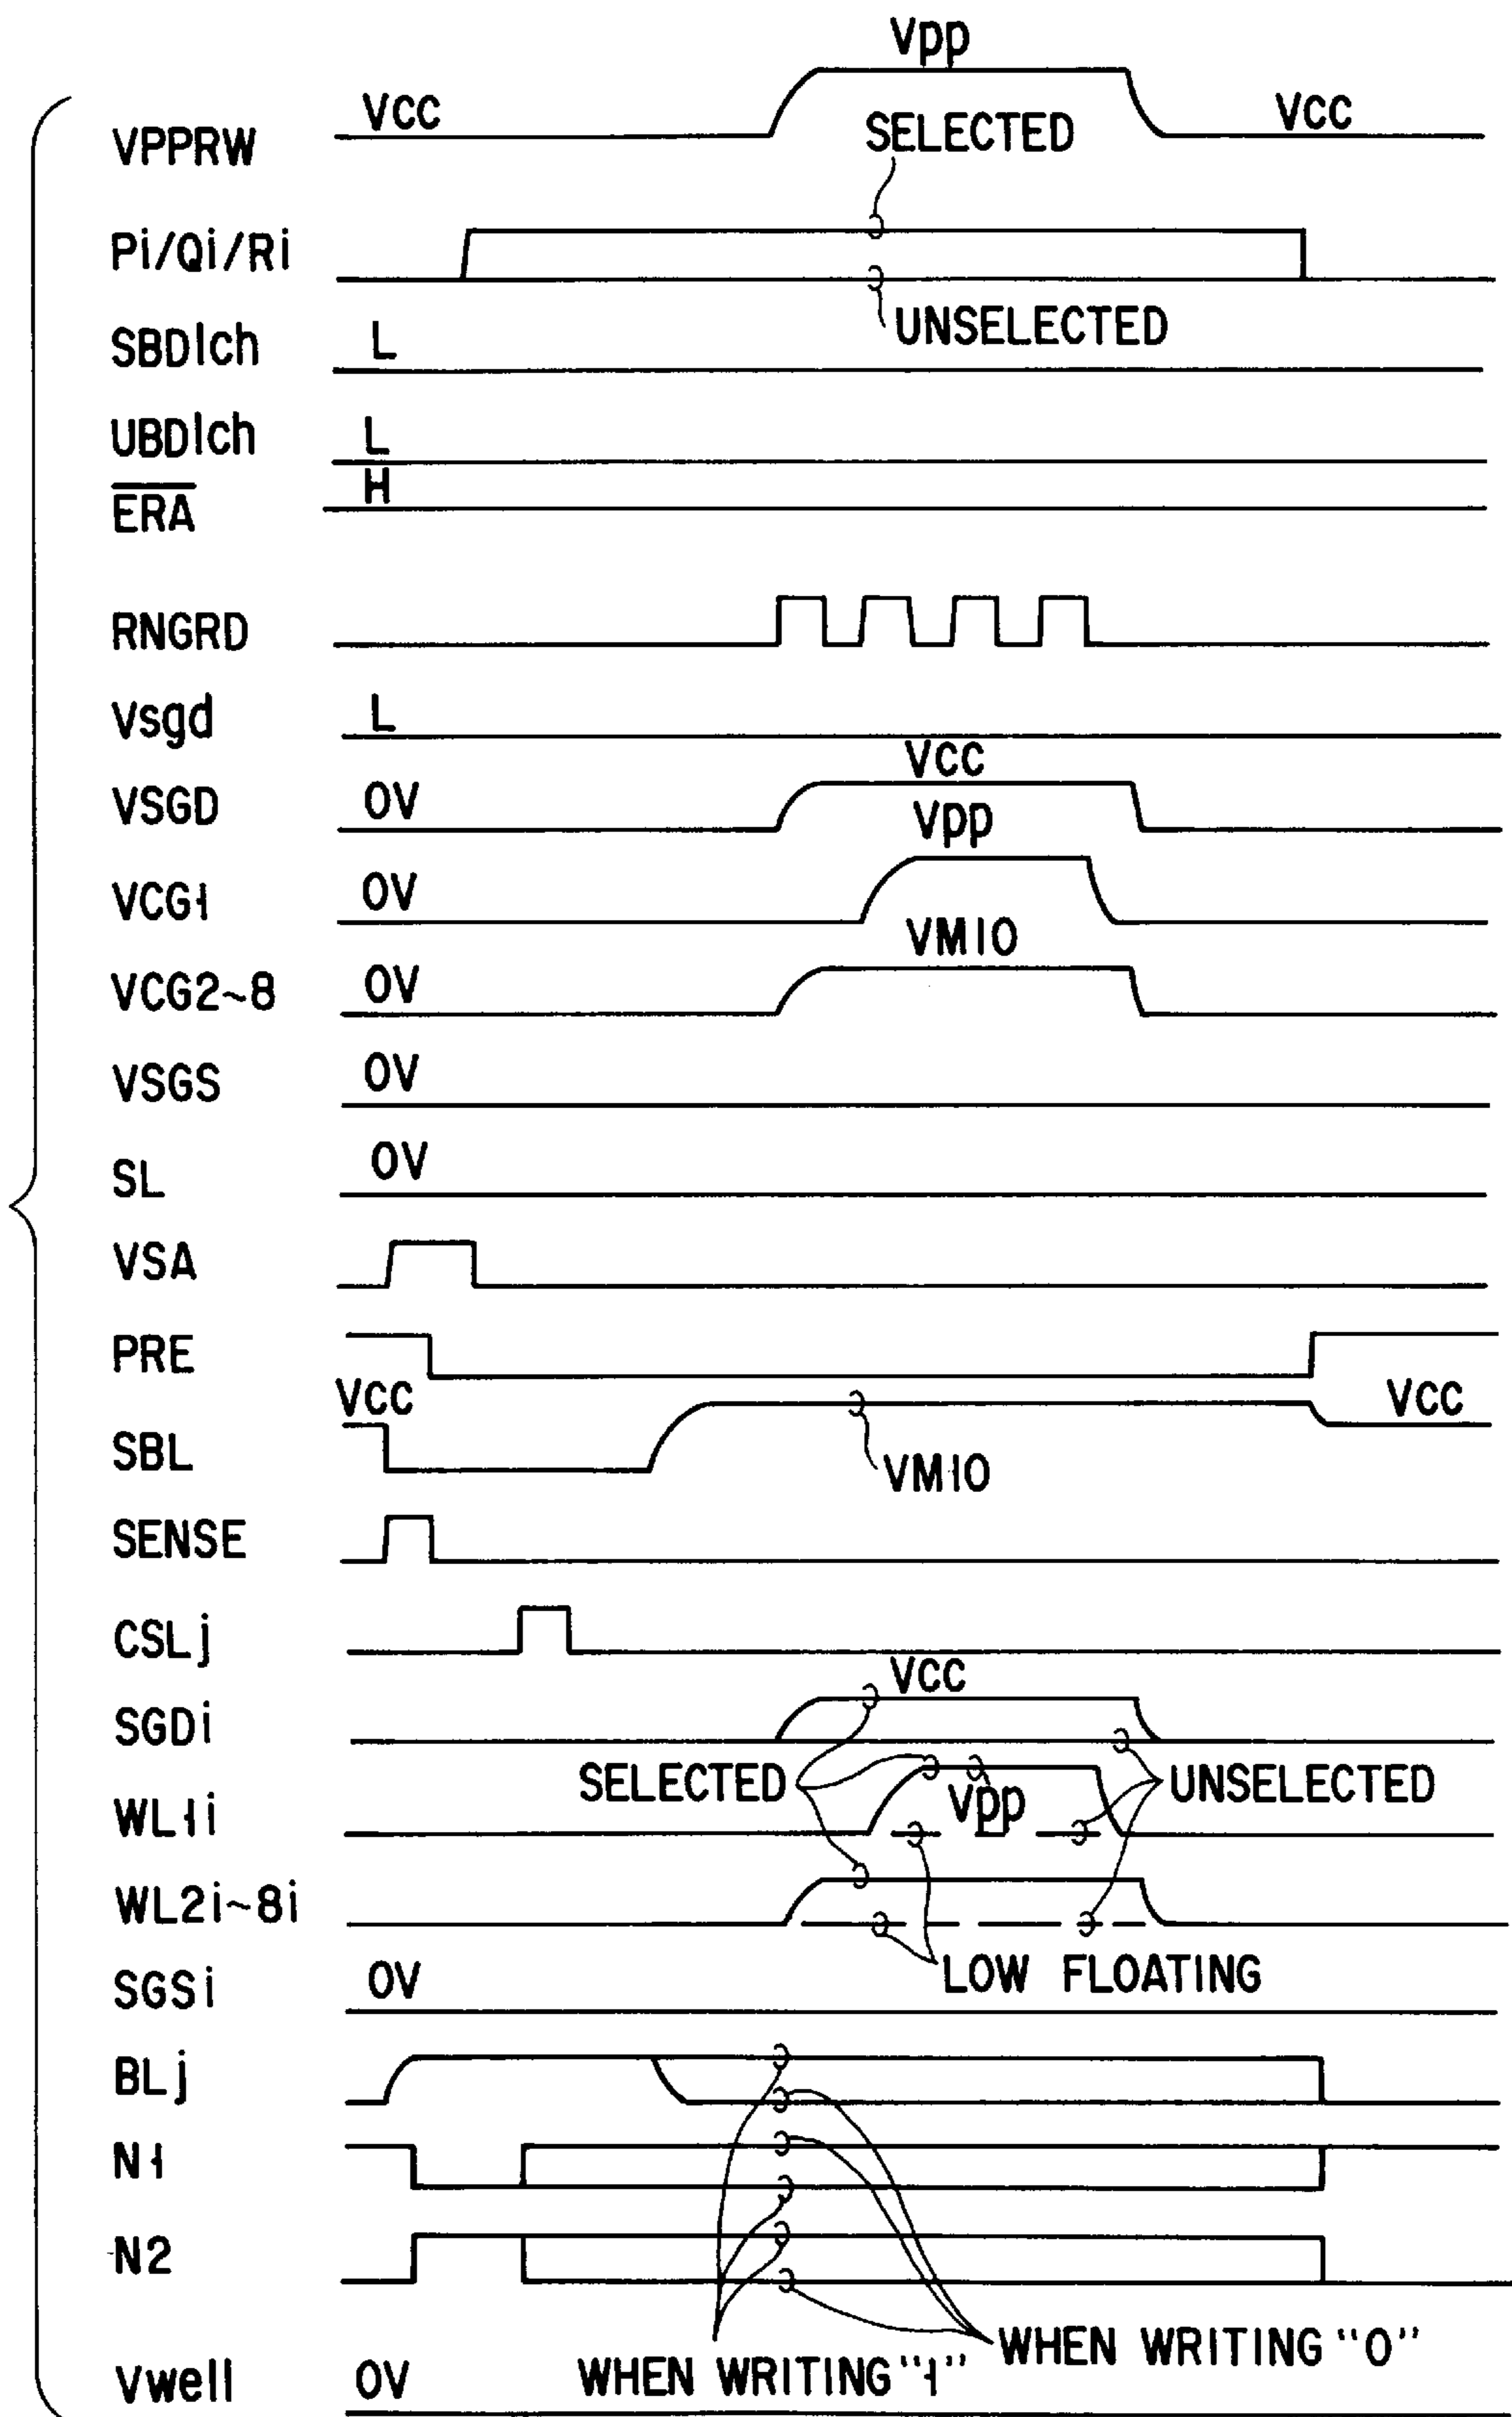 Vpp
VPPRW VCC SELECTED VCC
Pi/Qi/Ri
UNSELECTED
SBDlch L
UBDlch L
ERA H
RNGRD
Vsgd L
VSGD 0V VCC
VCG1 0V Vpp
VCG2~8 0V VM10
VSGS 0V
SL 0V
VSA
PRE
SBL VCC VM10 VCC
SENSE
CSLj
SGDi VCC
SELECTED UNSELECTED
WL1i Vpp
WL2i~8i
LOW FLOATING
SGSi 0V
BLj
N1
N2
WHEN WRITING "0"
WHEN WRITING "1"
Vwell 0V